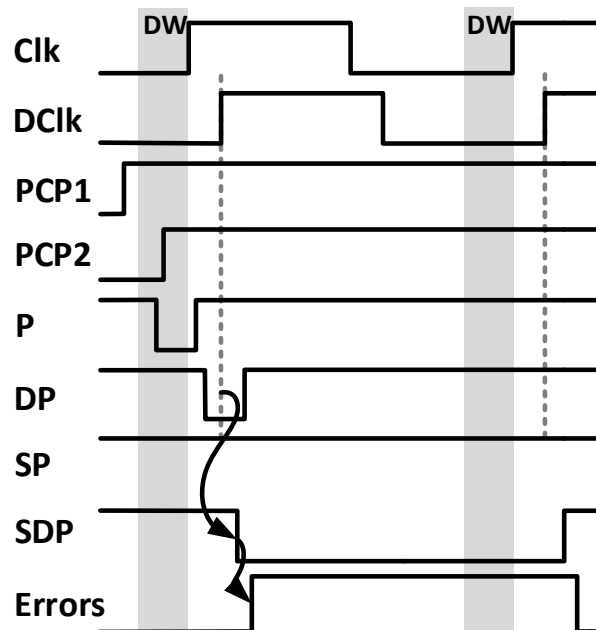 DW DW
Clk
DClk
PCP1
PCP2
P
DP
SP
SDP
Errors